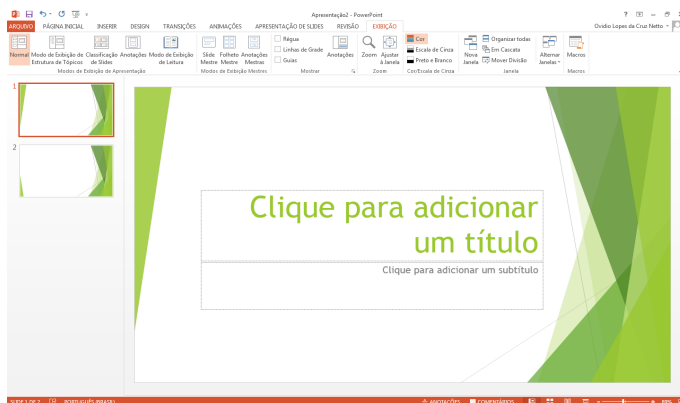 Apresentação2 - PowerPoint
ARQUIVO PÁGINA INICIAL INSERIR DESIGN TRANSIÇÕES ANIMAÇÕES APRESENTAÇÃO DE SLIDES REVISÃO EXIBIÇÃO Ovidio Lopes da Cruz Netto
Normal Modo de Exibição de Estrutura de Tópicos Classificação de Slides Anotações Modo de Exibição de Leitura
Modos de Exibição de Apresentação
Slide Mestre Folheto Mestre Anotações Mestras
Modos de Exibição Mestres
Régua
Linhas de Grade
Guias
Anotações
Mostrar
Zoom Ajustar à Janela
Zoom
Cor
Escala de Cinza
Preto e Branco
Cor/Escala de Cinza
Nova Janela
Organizar todas
Em Cascata
Mover Divisão
Alternar Janelas
Janela
Macros
Macros
1
2
Clique para adicionar
um título
Clique para adicionar um subtítulo
SLIDE 1 DE 2 PORTUGUÊS (BRASIL) ANOTAÇÕES COMENTÁRIOS